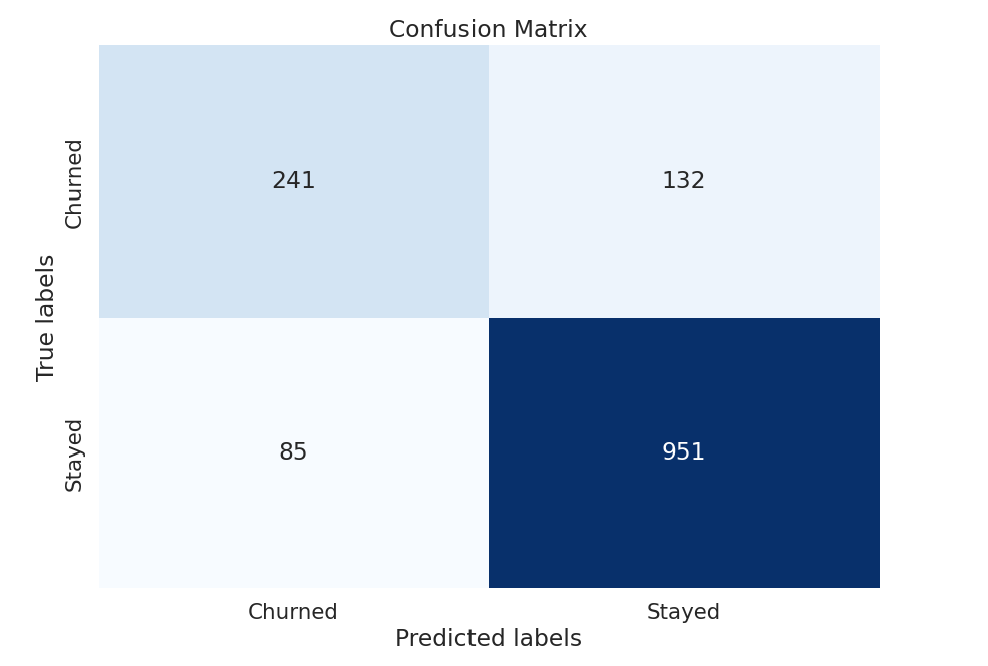 Confusion Matrix
True labels
Churned
241
132
Stayed
85
951
Churned
Stayed
Predicted labels